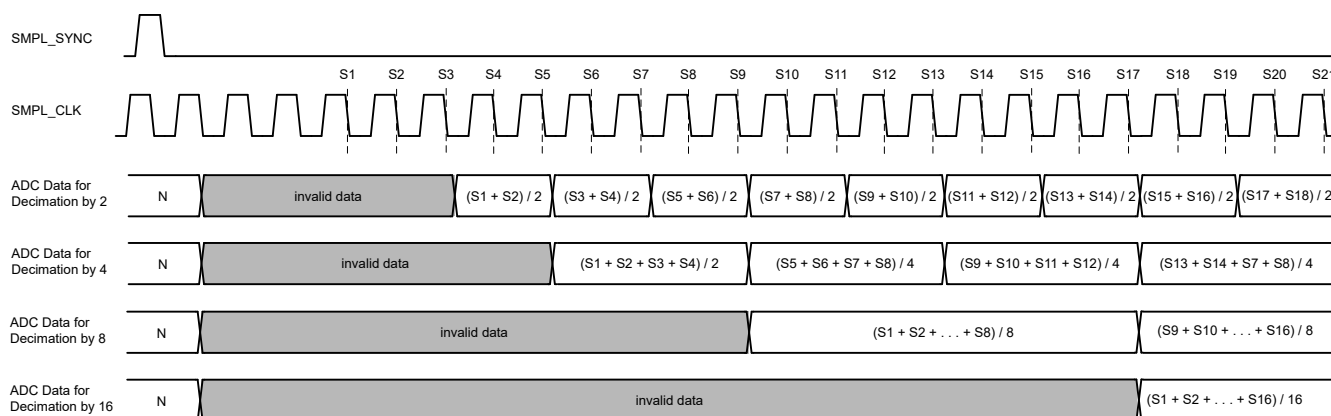 SMPL_SYNC
S1 S2 S3 S4 S5 S6 S7 S8 S9 S10 S11 S12 S13 S14 S15 S16 S17 S18 S19 S20 S21
SMPL_CLK
ADC Data for
Decimation by 2
N invalid data (S1 + S2) / 2 (S3 + S4) / 2 (S5 + S6) / 2 (S7 + S8) / 2 (S9 + S10) / 2 (S11 + S12) / 2 (S13 + S14) / 2 (S15 + S16) / 2 (S17 + S18) / 2
ADC Data for
Decimation by 4
N invalid data (S1 + S2 + S3 + S4) / 2 (S5 + S6 + S7 + S8) / 4 (S9 + S10 + S11 + S12) / 4 (S13 + S14 + S7 + S8) / 4
ADC Data for
Decimation by 8
N invalid data (S1 + S2 + . . . + S8) / 8 (S9 + S10 + . . . + S16) / 8
ADC Data for
Decimation by 16
N invalid data (S1 + S2 + . . . + S16) / 16